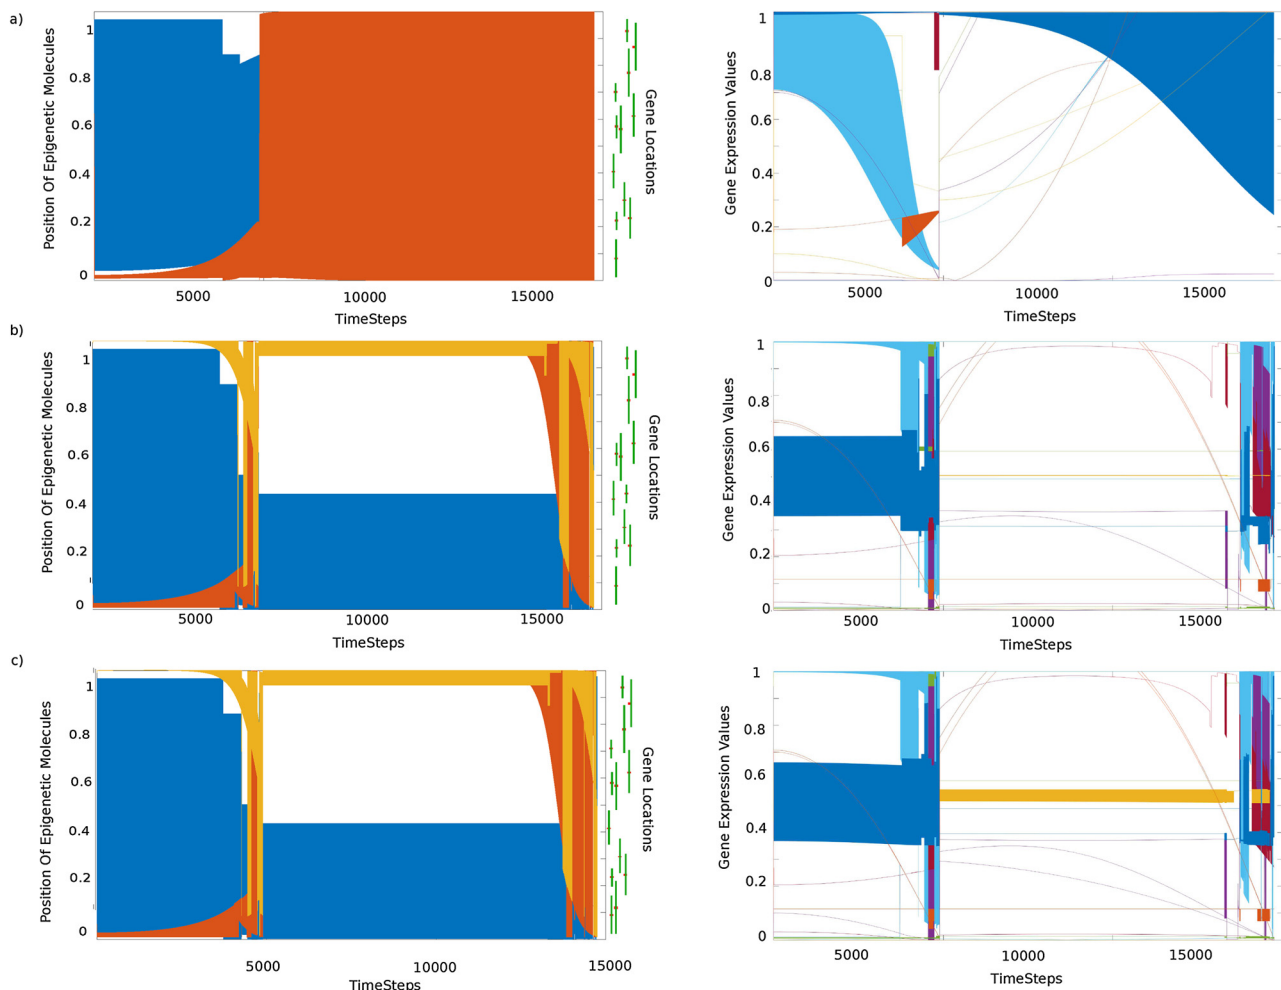 a)
Position Of Epigenetic Molecules
1
0.8
0.6
0.4
0.2
0
5000 10000 15000
TimeSteps
Gene Locations
Gene Expression Values
1
0.8
0.6
0.4
0.2
0
5000 10000 15000
TimeSteps
b)
Position Of Epigenetic Molecules
1
0.8
0.6
0.4
0.2
0
5000 10000 15000
TimeSteps
Gene Locations
Gene Expression Values
1
0.8
0.6
0.4
0.2
0
5000 10000 15000
TimeSteps
c)
Position Of Epigenetic Molecules
1
0.8
0.6
0.4
0.2
0
5000 10000 15000
TimeSteps
Gene Locations
Gene Expression Values
1
0.8
0.6
0.4
0.2
0
5000 10000 15000
TimeSteps